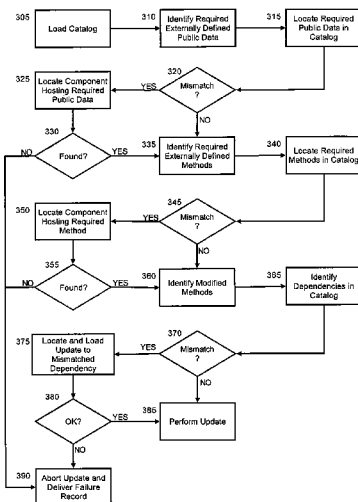 305
Load Catalog
310
Identify Required
Externally Defined
Public Data
315
Locate Required
Public Data in
Catalog
325
Locate Component
Hosting Required
Public Data
YES
320
Mismatch
?
NO
330
NO
Found?
YES
335
Identify Required
Externally Defined
Methods
340
Locate Required
Methods in Catalog
350
Locate Component
Hosting Required
Method
YES
345
Mismatch
?
NO
355
NO
Found?
YES
360
Identify Modified
Methods
365
Identify
Dependencies in
Catalog
375
Locate and Load
Update to
Mismatched
Dependency
YES
370
Mismatch
?
NO
380
OK?
YES
385
Perform Update
NO
390
Abort Update and
Deliver Failure
Record